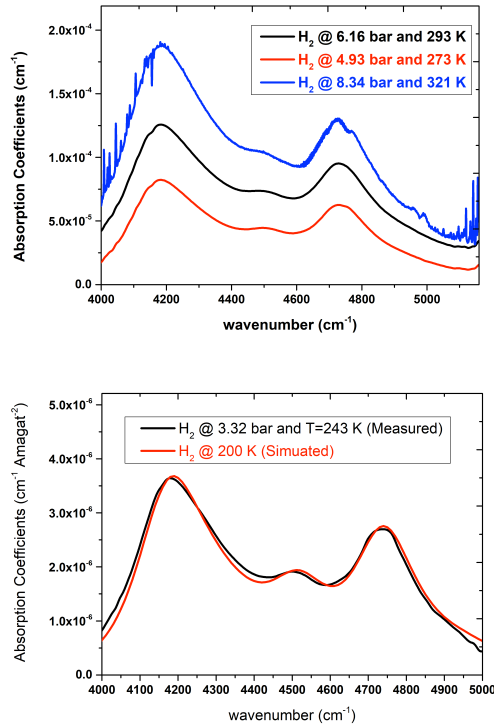 2.0x10⁻⁴
1.5x10⁻⁴
1.0x10⁻⁴
5.0x10⁻⁵
0.0
Absorption Coefficients (cm⁻¹)
H₂ @ 6.16 bar and 293 K
H₂ @ 4.93 bar and 273 K
H₂ @ 8.34 bar and 321 K
4000 4200 4400 4600 4800 5000
wavenumber (cm⁻¹)
5.0x10⁻⁶
4.0x10⁻⁶
3.0x10⁻⁶
2.0x10⁻⁶
1.0x10⁻⁶
0.0
Absorption Coefficients (cm⁻¹ Amagat⁻²)
H₂ @ 3.32 bar and T=243 K (Measured)
H₂ @ 200 K (Simuated)
4000 4100 4200 4300 4400 4500 4600 4700 4800 4900 5000
wavenumber (cm⁻¹)